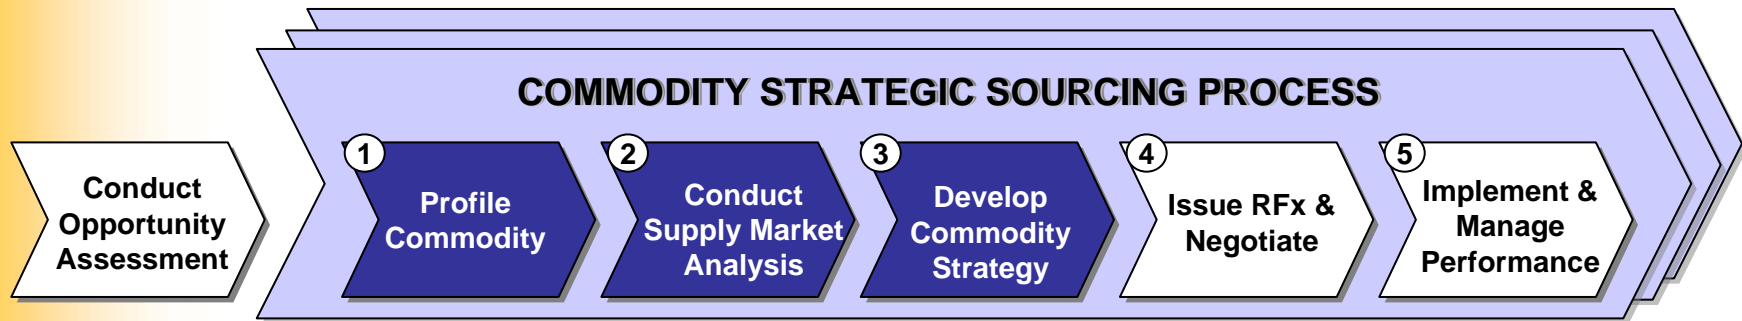 COMMODITY STRATEGIC SOURCING PROCESS
Conduct
Opportunity
Assessment
1
Profile
Commodity
2
Conduct
Supply Market
Analysis
3
Develop
Commodity
Strategy
4
Issue RFx &
Negotiate
5
Implement &
Manage
Performance